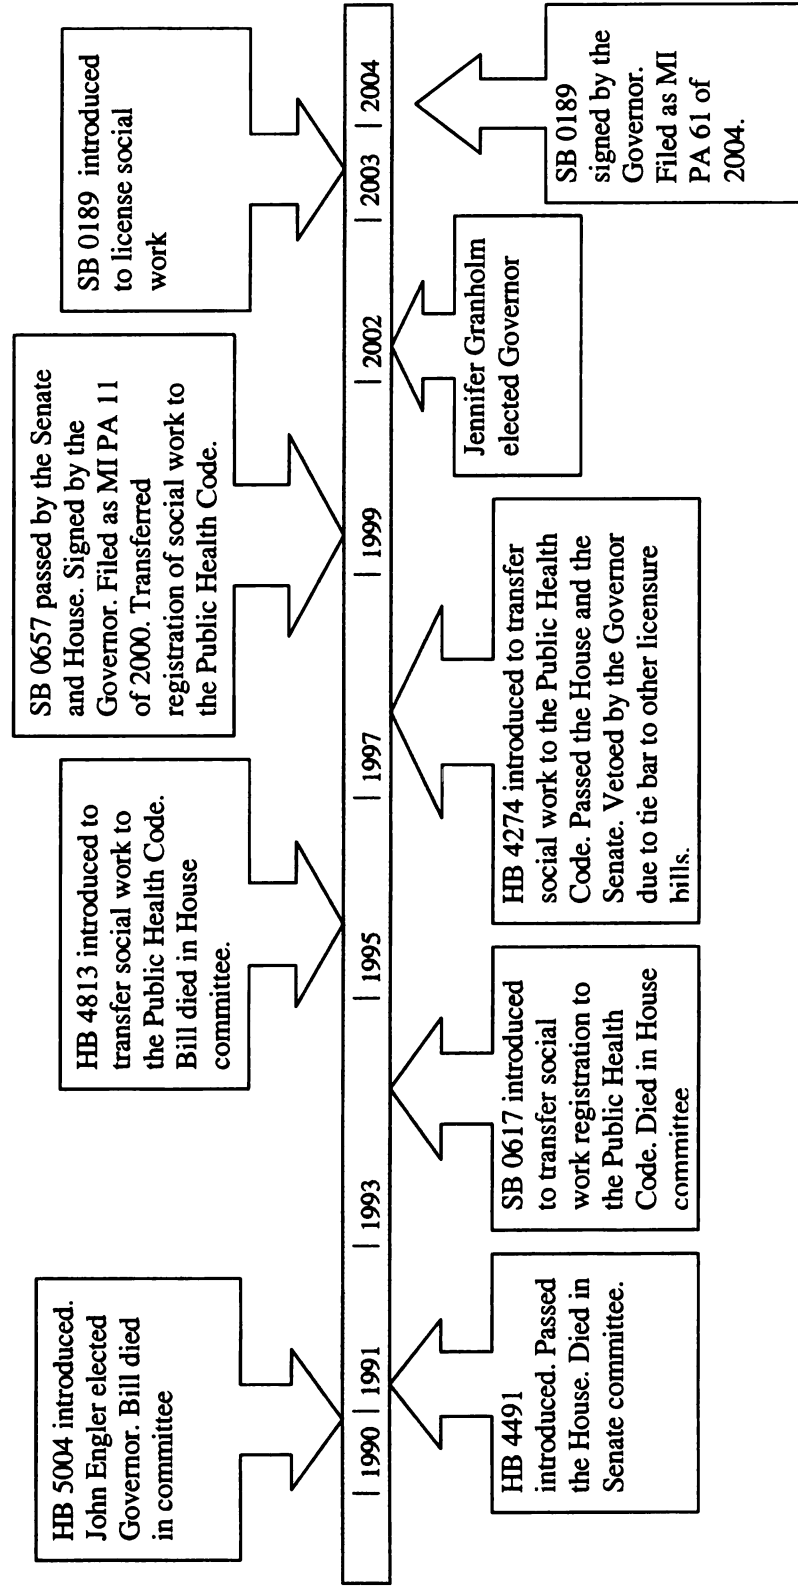 HB 5004 introduced.
John Engler elected
Governor. Bill died
in committee
HB 4813 introduced to
transfer social work to
the Public Health Code.
Bill died in House
committee.
SB 0657 passed by the Senate
and House. Signed by the
Governor. Filed as MI PA 11
of 2000. Transferred
registration of social work to
the Public Health Code.
SB 0189 introduced
to license social
work
| 1990 | 1991 | 1993 | 1995 | 1997 | 1999 | 2002 | 2003 | 2004
HB 4491
introduced. Passed
the House. Died in
Senate committee.
SB 0617 introduced
to transfer social
work registration to
the Public Health
Code. Died in House
committee
HB 4274 introduced to transfer
social work to the Public Health
Code. Passed the House and the
Senate. Vetoed by the Governor
due to tie bar to other licensure
bills.
Jennifer Granholm
elected Governor
SB 0189
signed by the
Governor.
Filed as MI
PA 61 of
2004.